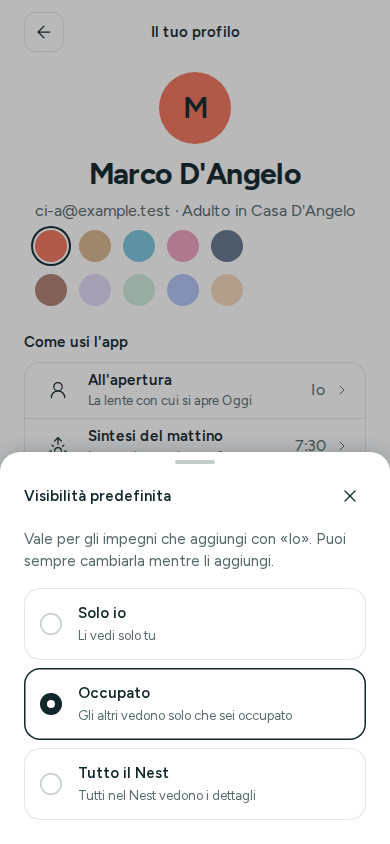 Il tuo profilo
M
Marco D'Angelo
ci-a@example.test · Adulto in Casa D'Angelo
Come usi l'app
All'apertura
La lente con cui si apre Oggi
Io
Sintesi del mattino
7:30
Visibilità predefinita
Vale per gli impegni che aggiungi con «Io». Puoi
sempre cambiarla mentre li aggiungi.
Solo io
Li vedi solo tu
Occupato
Gli altri vedono solo che sei occupato
Tutto il Nest
Tutti nel Nest vedono i dettagli